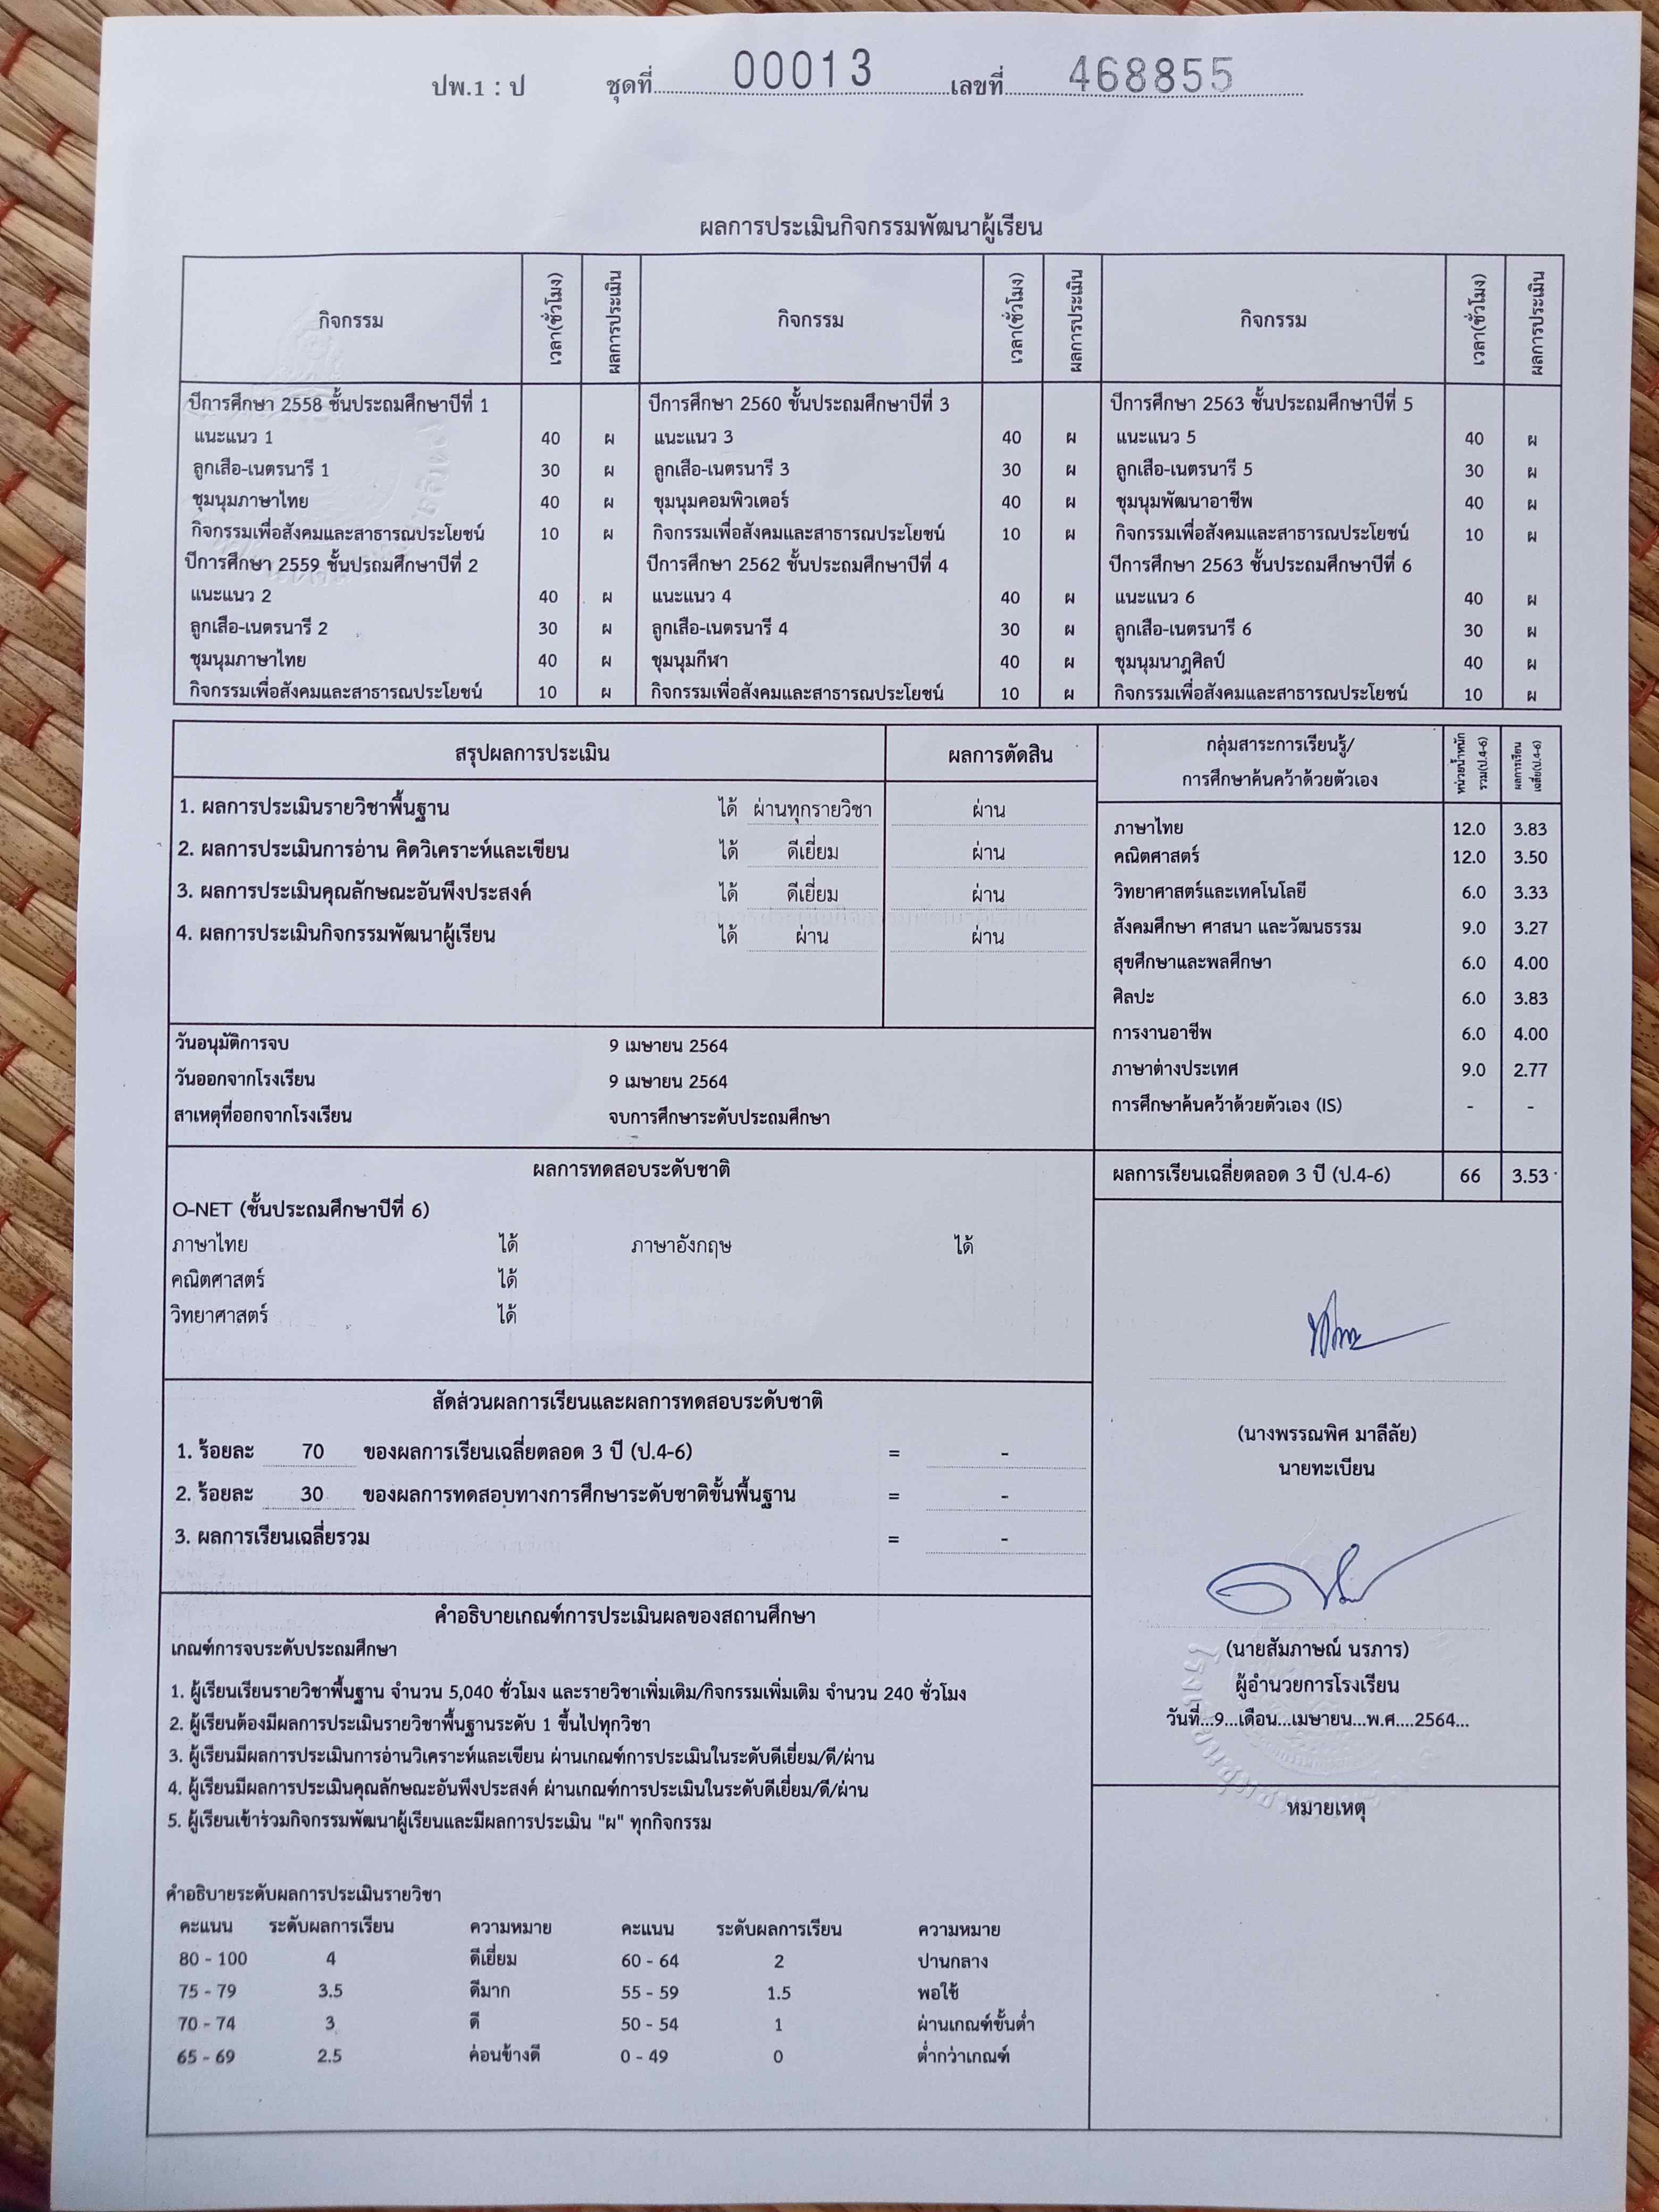 ปพ.1 : ป ชุดที่ 00013 เลขที่ 468855
ผลการประเมินกิจกรรมพัฒนาผู้เรียน
กิจกรรม เวลา(ชั่วโมง) ผลการประเมิน กิจกรรม เวลา(ชั่วโมง) ผลการประเมิน กิจกรรม เวลา(ชั่วโมง) ผลการประเมิน
ปีการศึกษา 2558 ชั้นประถมศึกษาปีที่ 1 ปีการศึกษา 2560 ชั้นประถมศึกษาปีที่ 3 ปีการศึกษา 2563 ชั้นประถมศึกษาปีที่ 5
แนะแนว 1 40 ผ แนะแนว 3 40 ผ แนะแนว 5 40 ผ
ลูกเสือ-เนตรนารี 1 30 ผ ลูกเสือ-เนตรนารี 3 30 ผ ลูกเสือ-เนตรนารี 5 30 ผ
ชุมนุมภาษาไทย 40 ผ ชุมนุมคอมพิวเตอร์ 40 ผ ชุมนุมพัฒนาอาชีพ 40 ผ
กิจกรรมเพื่อสังคมและสาธารณประโยชน์ 10 ผ กิจกรรมเพื่อสังคมและสาธารณประโยชน์ 10 ผ กิจกรรมเพื่อสังคมและสาธารณประโยชน์ 10 ผ
ปีการศึกษา 2559 ชั้นปรถมศึกษาปีที่ 2 ปีการศึกษา 2562 ชั้นประถมศึกษาปีที่ 4 ปีการศึกษา 2563 ชั้นประถมศึกษาปีที่ 6
แนะแนว 2 40 ผ แนะแนว 4 40 ผ แนะแนว 6 40 ผ
ลูกเสือ-เนตรนารี 2 30 ผ ลูกเสือ-เนตรนารี 4 30 ผ ลูกเสือ-เนตรนารี 6 30 ผ
ชุมนุมภาษาไทย 40 ผ ชุมนุมกีฬา 40 ผ ชุมนุมนาฏศิลป์ 40 ผ
กิจกรรมเพื่อสังคมและสาธารณประโยชน์ 10 ผ กิจกรรมเพื่อสังคมและสาธารณประโยชน์ 10 ผ กิจกรรมเพื่อสังคมและสาธารณประโยชน์ 10 ผ
สรุปผลการประเมิน ผลการตัดสิน
1. ผลการประเมินรายวิชาพื้นฐาน ได้ ผ่านทุกรายวิชา ผ่าน
2. ผลการประเมินการอ่าน คิดวิเคราะห์และเขียน ได้ ดีเยี่ยม ผ่าน
3. ผลการประเมินคุณลักษณะอันพึงประสงค์ ได้ ดีเยี่ยม ผ่าน
4. ผลการประเมินกิจกรรมพัฒนาผู้เรียน ได้ ผ่าน ผ่าน
วันอนุมัติการจบ 9 เมษายน 2564
วันออกจากโรงเรียน 9 เมษายน 2564
สาเหตุที่ออกจากโรงเรียน จบการศึกษาระดับประถมศึกษา
กลุ่มสาระการเรียนรู้/
การศึกษาค้นคว้าด้วยตัวเอง
หน่วยน้ำหนัก
รวม(ป.4-6)
ผลการเรียน
เฉลี่ย(ป.4-6)
ภาษาไทย 12.0 3.83
คณิตศาสตร์ 12.0 3.50
วิทยาศาสตร์และเทคโนโลยี 6.0 3.33
สังคมศึกษา ศาสนา และวัฒนธรรม 9.0 3.27
สุขศึกษาและพลศึกษา 6.0 4.00
ศิลปะ 6.0 3.83
การงานอาชีพ 6.0 4.00
ภาษาต่างประเทศ 9.0 2.77
การศึกษาค้นคว้าด้วยตัวเอง (IS) - -
ผลการเรียนเฉลี่ยตลอด 3 ปี (ป.4-6) 66 3.53
ผลการทดสอบระดับชาติ
O-NET (ชั้นประถมศึกษาปีที่ 6)
ภาษาไทย ได้ ภาษาอังกฤษ ได้
คณิตศาสตร์ ได้
วิทยาศาสตร์ ได้
สัดส่วนผลการเรียนและผลการทดสอบระดับชาติ
1. ร้อยละ 70 ของผลการเรียนเฉลี่ยตลอด 3 ปี (ป.4-6) = -
2. ร้อยละ 30 ของผลการทดสอบทางการศึกษาระดับชาติขั้นพื้นฐาน = -
3. ผลการเรียนเฉลี่ยรวม = -
(นางพรรณพิศ มาลีลัย)
นายทะเบียน
(นายสัมภาษณ์ นรภาร)
ผู้อำนวยการโรงเรียน
วันที่...9...เดือน...เมษายน...พ.ศ....2564...
หมายเหตุ
คำอธิบายเกณฑ์การประเมินผลของสถานศึกษา
เกณฑ์การจบระดับประถมศึกษา
1. ผู้เรียนเรียนรายวิชาพื้นฐาน จำนวน 5,040 ชั่วโมง และรายวิชาเพิ่มเติม/กิจกรรมเพิ่มเติม จำนวน 240 ชั่วโมง
2. ผู้เรียนต้องมีผลการประเมินรายวิชาพื้นฐานระดับ 1 ขึ้นไปทุกวิชา
3. ผู้เรียนมีผลการประเมินการอ่านวิเคราะห์และเขียน ผ่านเกณฑ์การประเมินในระดับดีเยี่ยม/ดี/ผ่าน
4. ผู้เรียนมีผลการประเมินคุณลักษณะอันพึงประสงค์ ผ่านเกณฑ์การประเมินในระดับดีเยี่ยม/ดี/ผ่าน
5. ผู้เรียนเข้าร่วมกิจกรรมพัฒนาผู้เรียนและมีผลการประเมิน "ผ" ทุกกิจกรรม
คำอธิบายระดับผลการประเมินรายวิชา
คะแนน ระดับผลการเรียน ความหมาย คะแนน ระดับผลการเรียน ความหมาย
80 - 100 4 ดีเยี่ยม 60 - 64 2 ปานกลาง
75 - 79 3.5 ดีมาก 55 - 59 1.5 พอใช้
70 - 74 3 ดี 50 - 54 1 ผ่านเกณฑ์ขั้นต่ำ
65 - 69 2.5 ค่อนข้างดี 0 - 49 0 ต่ำกว่าเกณฑ์